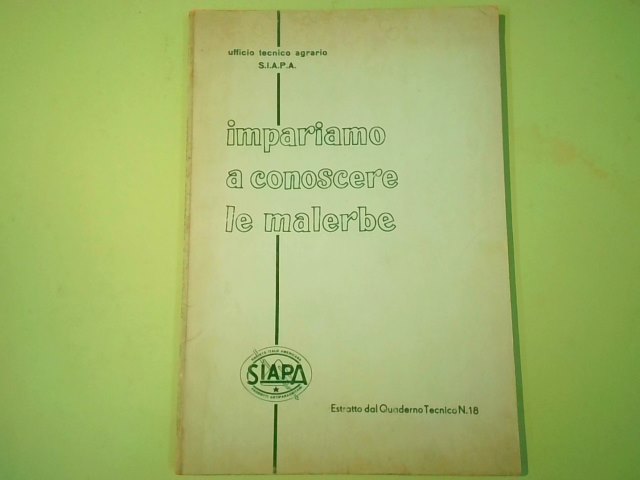 ufficio tecnico agrario
S.I.A.P.A.
impariamo
a conoscere
le malerbe
SIAPA
Estratto dal Quaderno Tecnico N.18